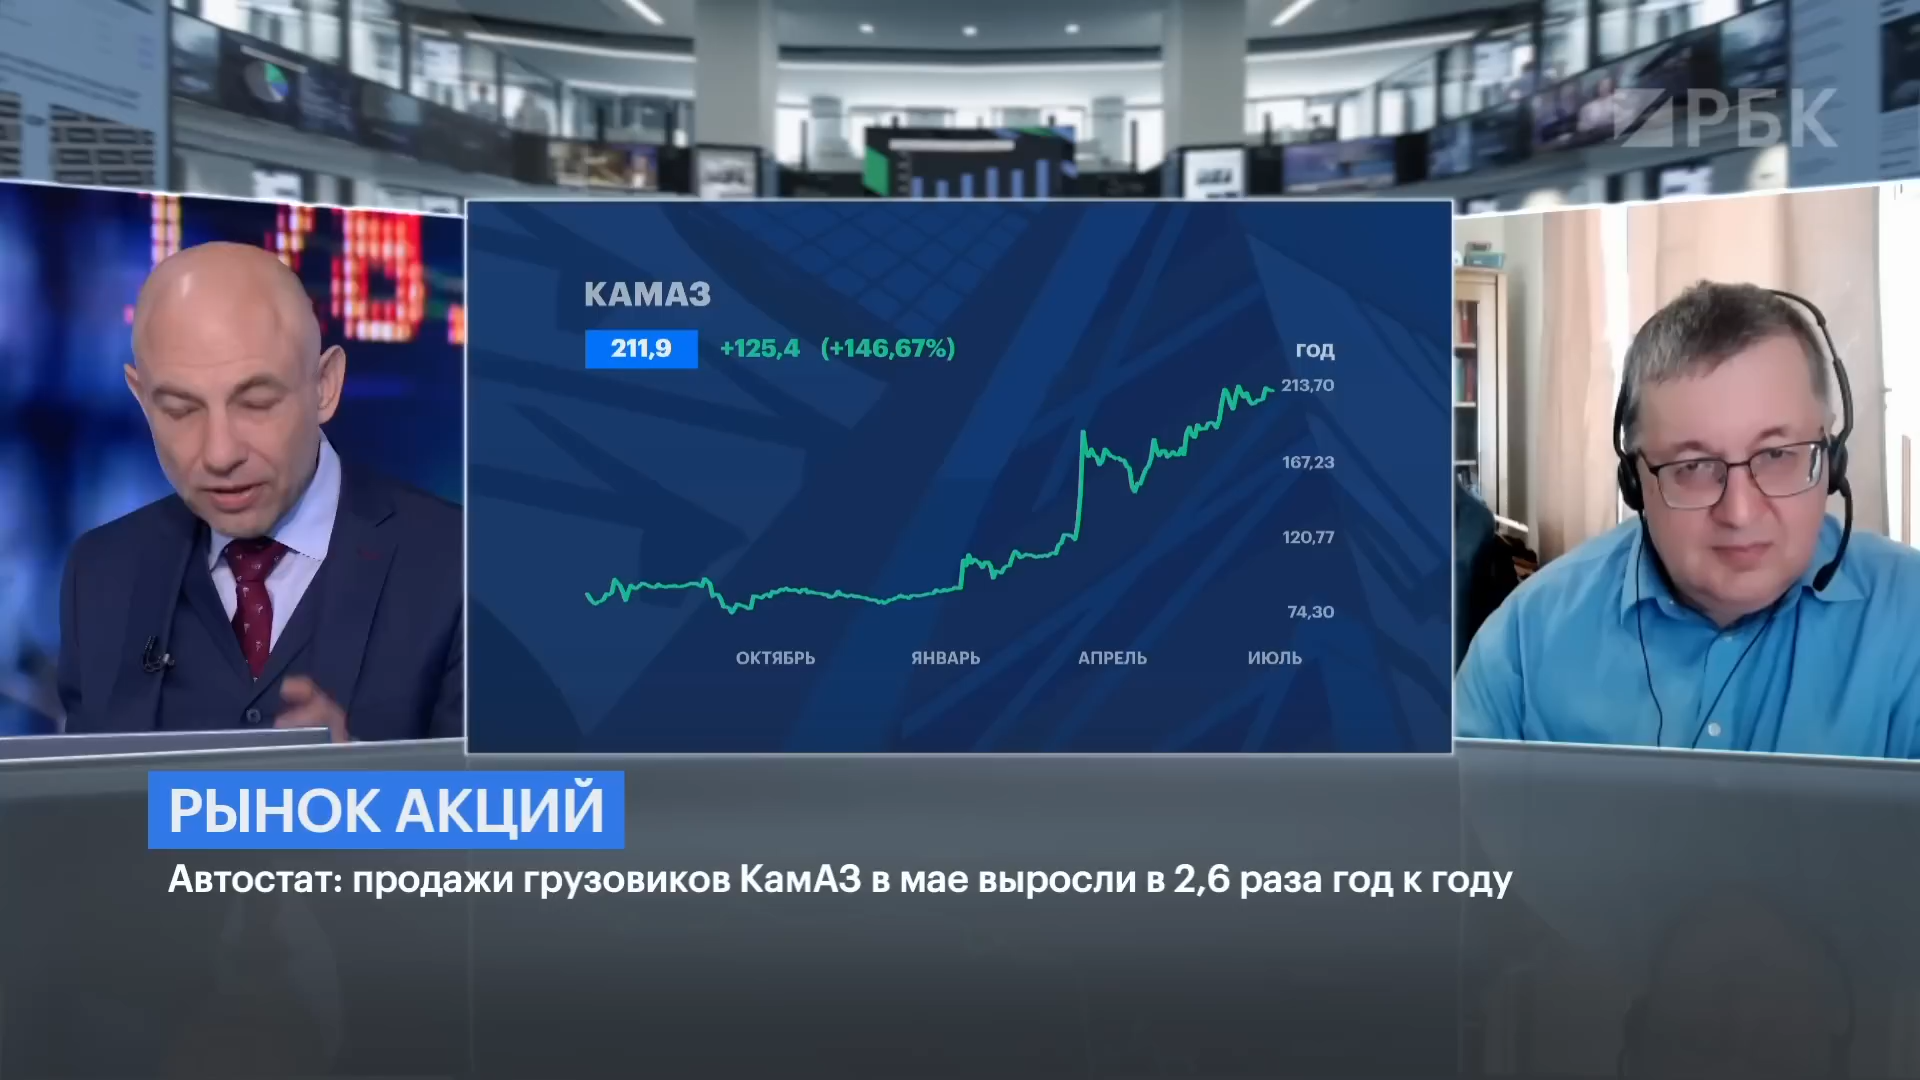 РБК
КАМАЗ
211,9 +125,4 (+146,67%)
ГОД
213,70
167,23
120,77
74,30
ОКТЯБРЬ ЯНВАРЬ АПРЕЛЬ ИЮЛЬ
РЫНОК АКЦИЙ
Автостат: продажи грузовиков КамАЗ в мае выросли в 2,6 раза год к году